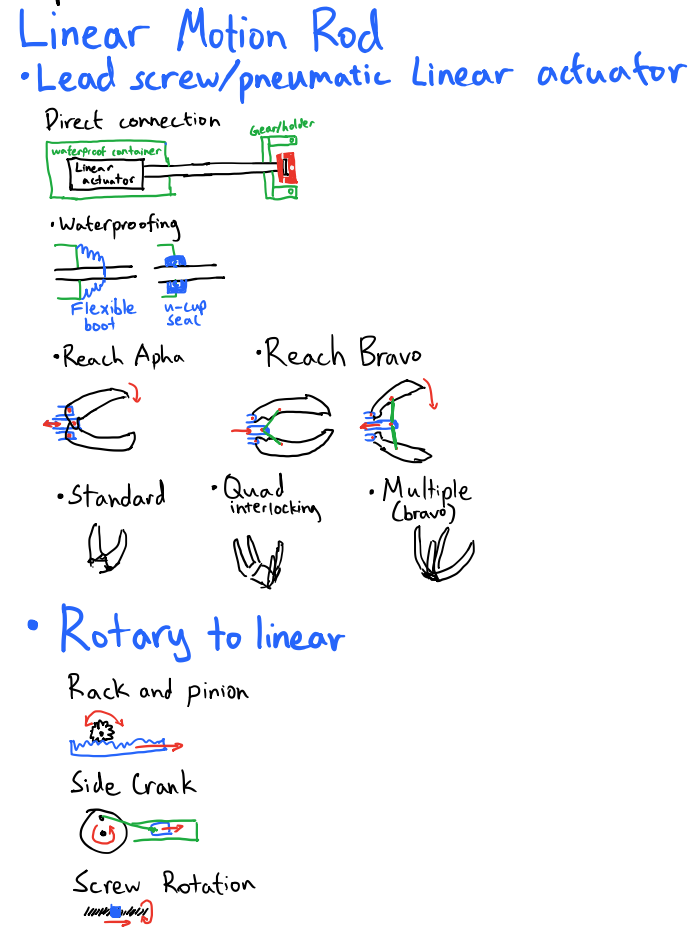 Linear Motion Rod
• Lead screw/pneumatic Linear actuator
Direct connection
Gear/holder
waterproof container
Linear
actuator
• Waterproofing
Flexible
boot
u-cup
seal
• Reach Apha
• Reach Bravo
• Standard
• Quad
interlocking
• Multiple
(bravo)
• Rotary to linear
Rack and pinion
Side Crank
Screw Rotation